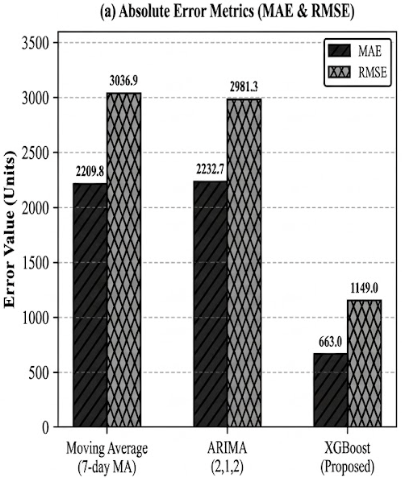 (a) Absolute Error Metrics (MAE & RMSE)
3500
3000
2500
2000
1500
1000
500
0
Error Value (Units)
MAE
RMSE
2209.8
3036.9
2232.7
2981.3
663.0
1149.0
Moving Average
(7-day MA)
ARIMA
(2,1,2)
XGBoost
(Proposed)